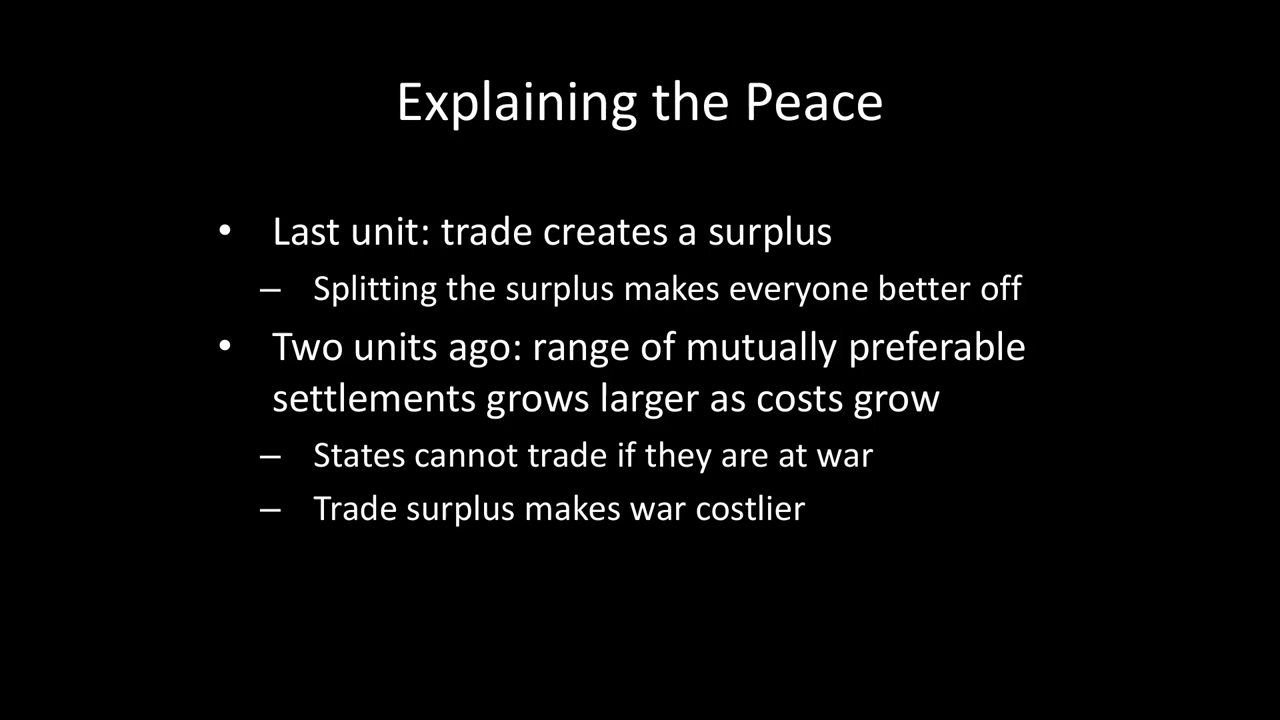 Explaining the Peace
• Last unit: trade creates a surplus
– Splitting the surplus makes everyone better off
• Two units ago: range of mutually preferable
settlements grows larger as costs grow
– States cannot trade if they are at war
– Trade surplus makes war costlier